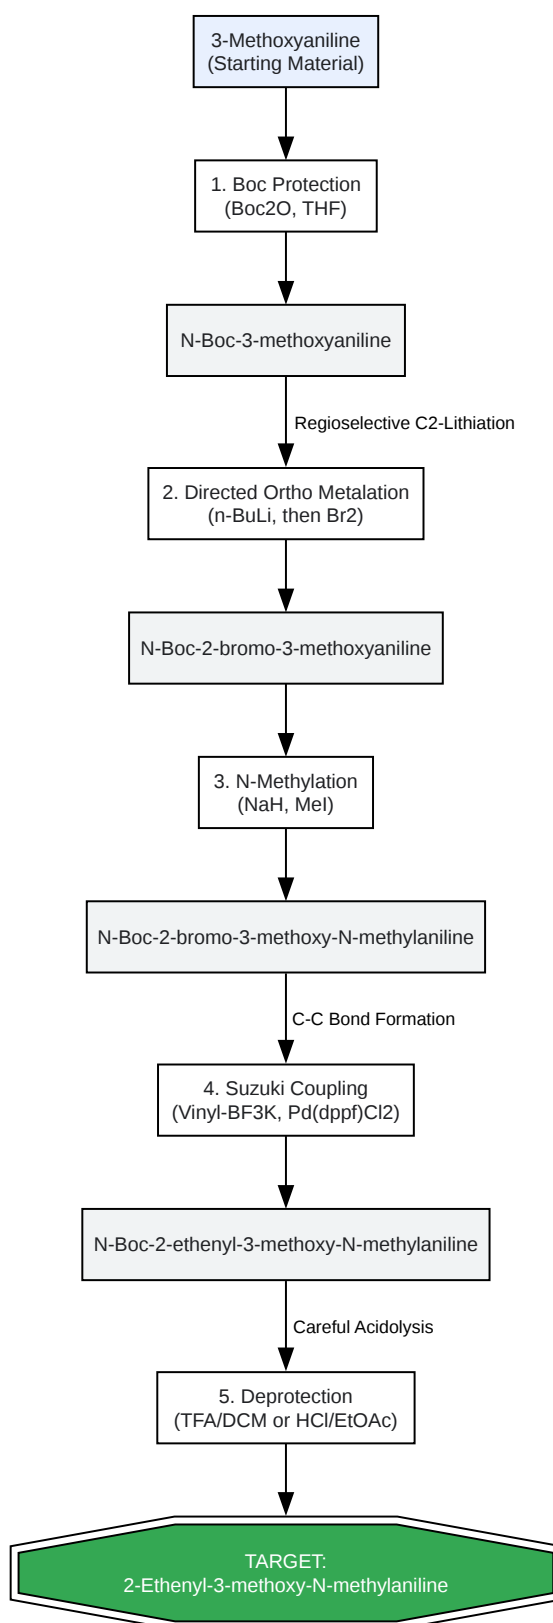 3-Methoxyaniline
(Starting Material)
1. Boc Protection
(Boc2O, THF)
N-Boc-3-methoxyaniline
Regioselective C2-Lithiation
2. Directed Ortho Metalation
(n-BuLi, then Br2)
N-Boc-2-bromo-3-methoxyaniline
3. N-Methylation
(NaH, MeI)
N-Boc-2-bromo-3-methoxy-N-methylaniline
C-C Bond Formation
4. Suzuki Coupling
(Vinyl-BF3K, Pd(dppf)Cl2)
N-Boc-2-ethenyl-3-methoxy-N-methylaniline
Careful Acidolysis
5. Deprotection
(TFA/DCM or HCl/EtOAc)
TARGET:
2-Ethenyl-3-methoxy-N-methylaniline